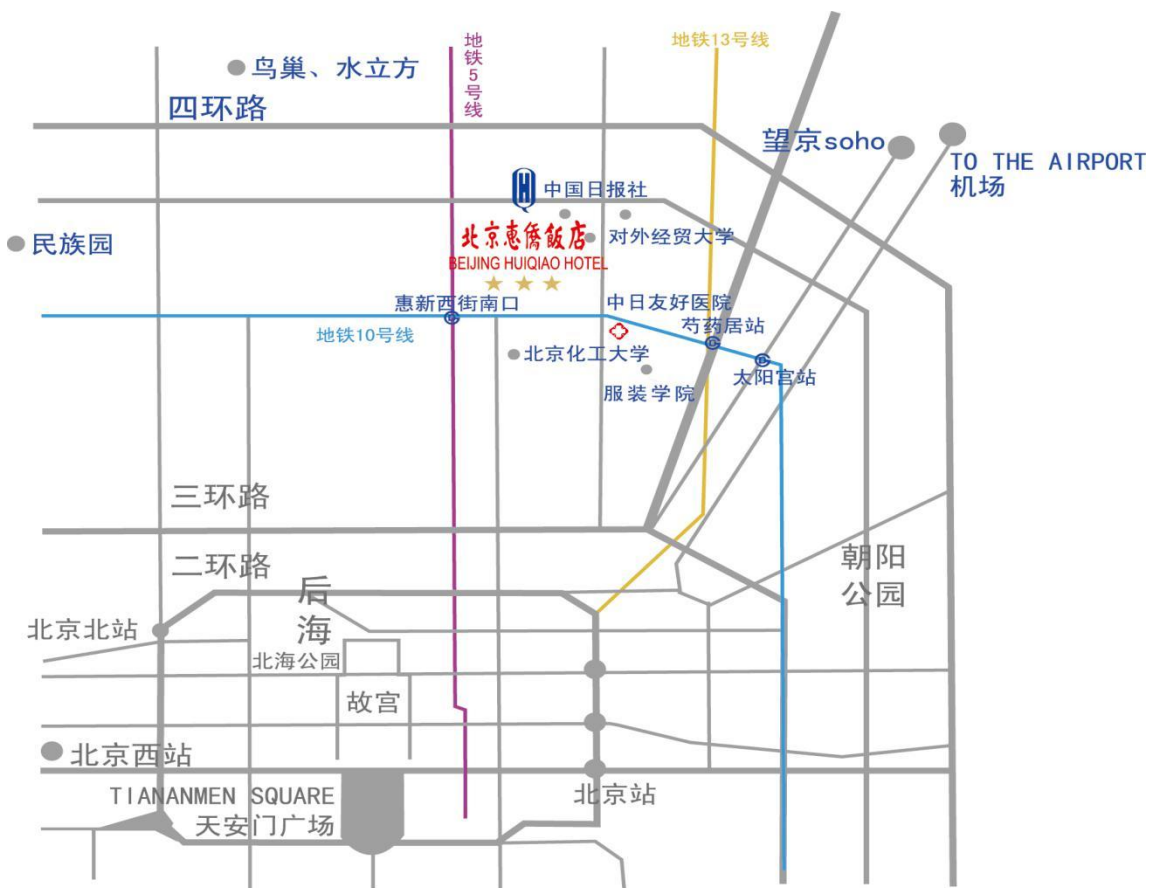 地铁5号线
地铁13号线
鸟巢、水立方
四环路
望京soho
TO THE AIRPORT
机场
中国日报社
民族园
北京惠侨飯店
对外经贸大学
BEIJING HUIQIAO HOTEL
惠新西街南口
中日友好医院
地铁10号线
芍药居站
北京化工大学
太阳宫站
服装学院
三环路
二环路
朝阳
公园
后海
北京北站
北海公园
故宫
北京西站
TIANANMEN SQUARE
天安门广场
北京站